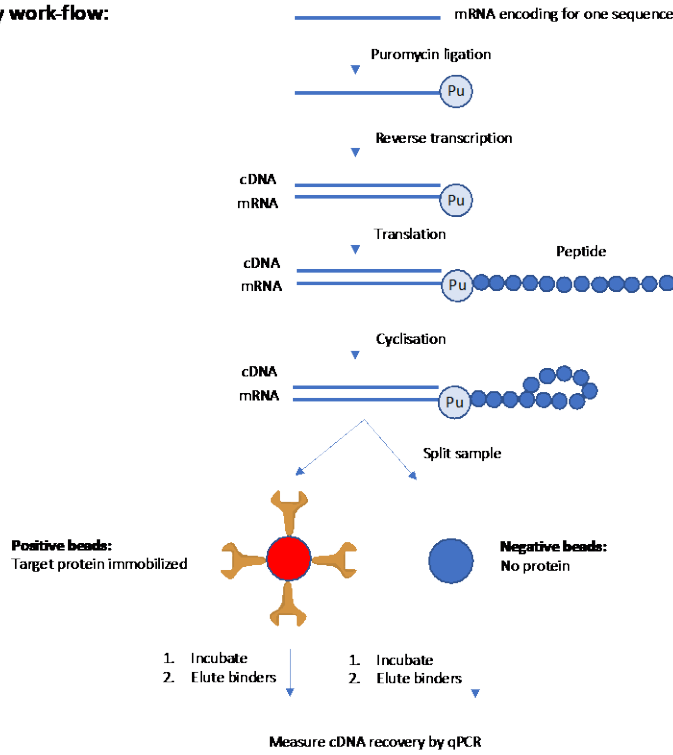 y work-flow:
mRNA encoding for one sequence
Puromycin ligation
Pu
Reverse transcription
cDNA
mRNA
Pu
Translation
Peptide
cDNA
mRNA
Pu
Cyclisation
cDNA
mRNA
Pu
Split sample
Positive beads:
Target protein immobilized
Negative beads:
No protein
1. Incubate
2. Elute binders
1. Incubate
2. Elute binders
Measure cDNA recovery by qPCR